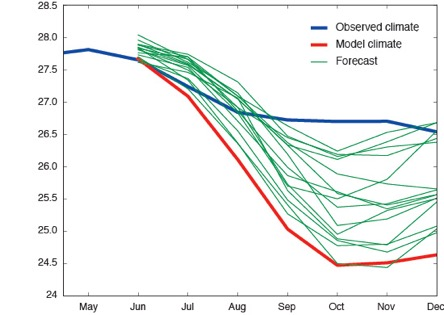 28.5
28.0
27.5
27.0
26.5
26.0
25.5
25.0
24.5
24
Observed climate
Model climate
Forecast
May Jun Jul Aug Sep Oct Nov Dec